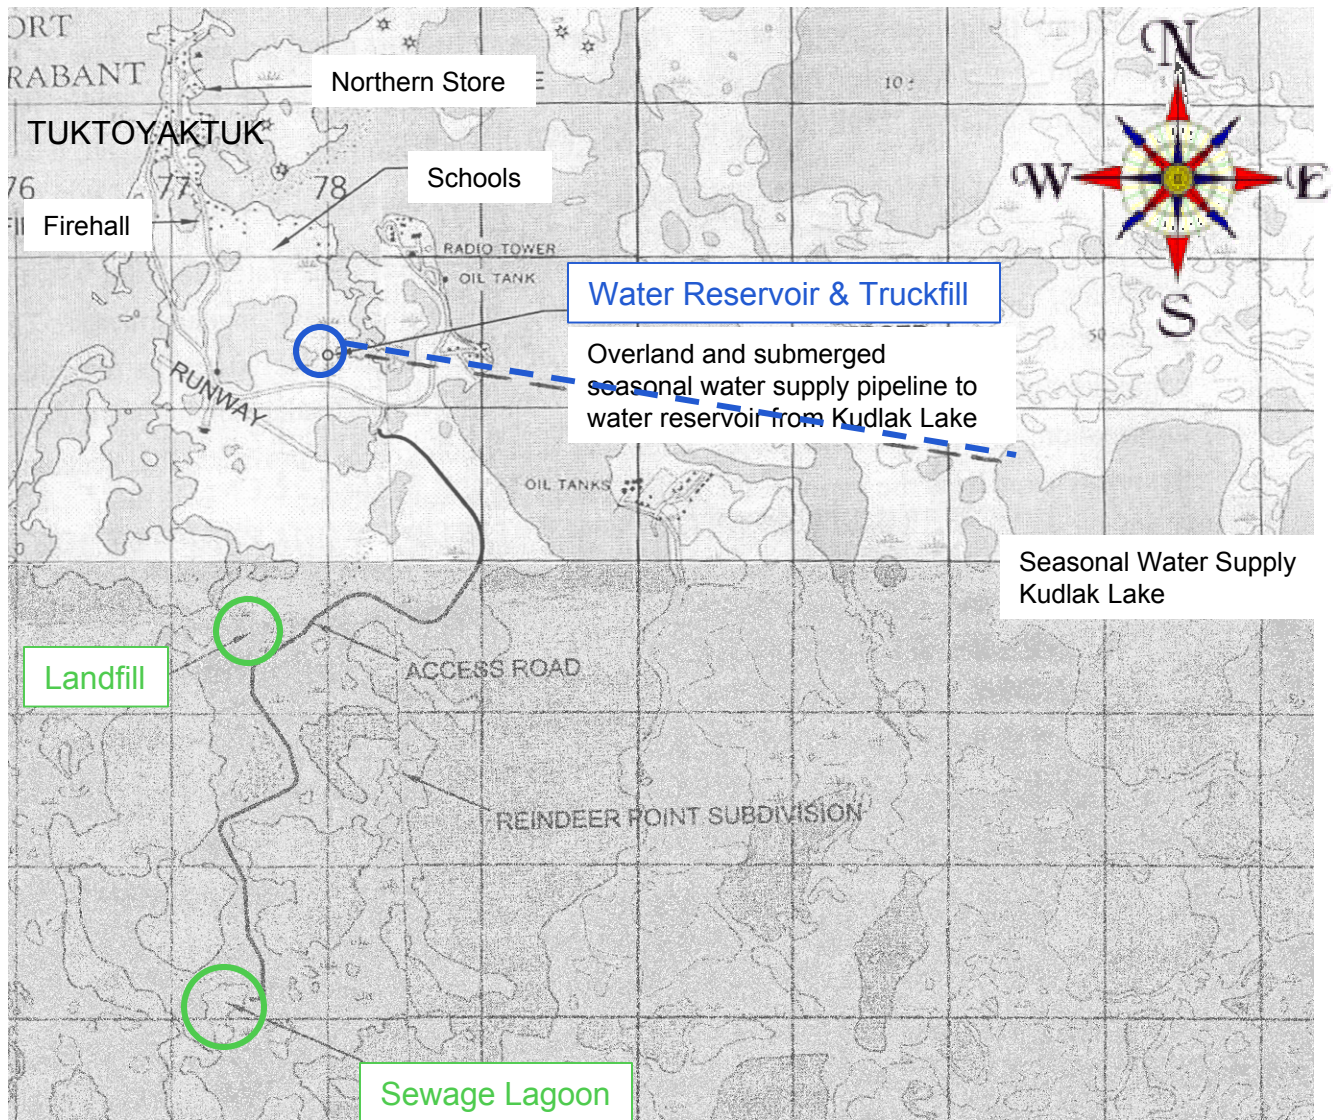 ORT
RABANT
Northern Store
E
10
N
TUKTOYAKTUK
W
E
76
77
78
Schools
Firehall
RADIO TOWER
OIL TANK
S
Water Reservoir & Truckfill
50
Overland and submerged
seasonal water supply pipeline to
water reservoir from Kudlak Lake
RUNWAY
OIL TANKS
Seasonal Water Supply
Kudlak Lake
Landfill
ACCESS ROAD
REINDEER POINT SUBDIVISION
Sewage Lagoon